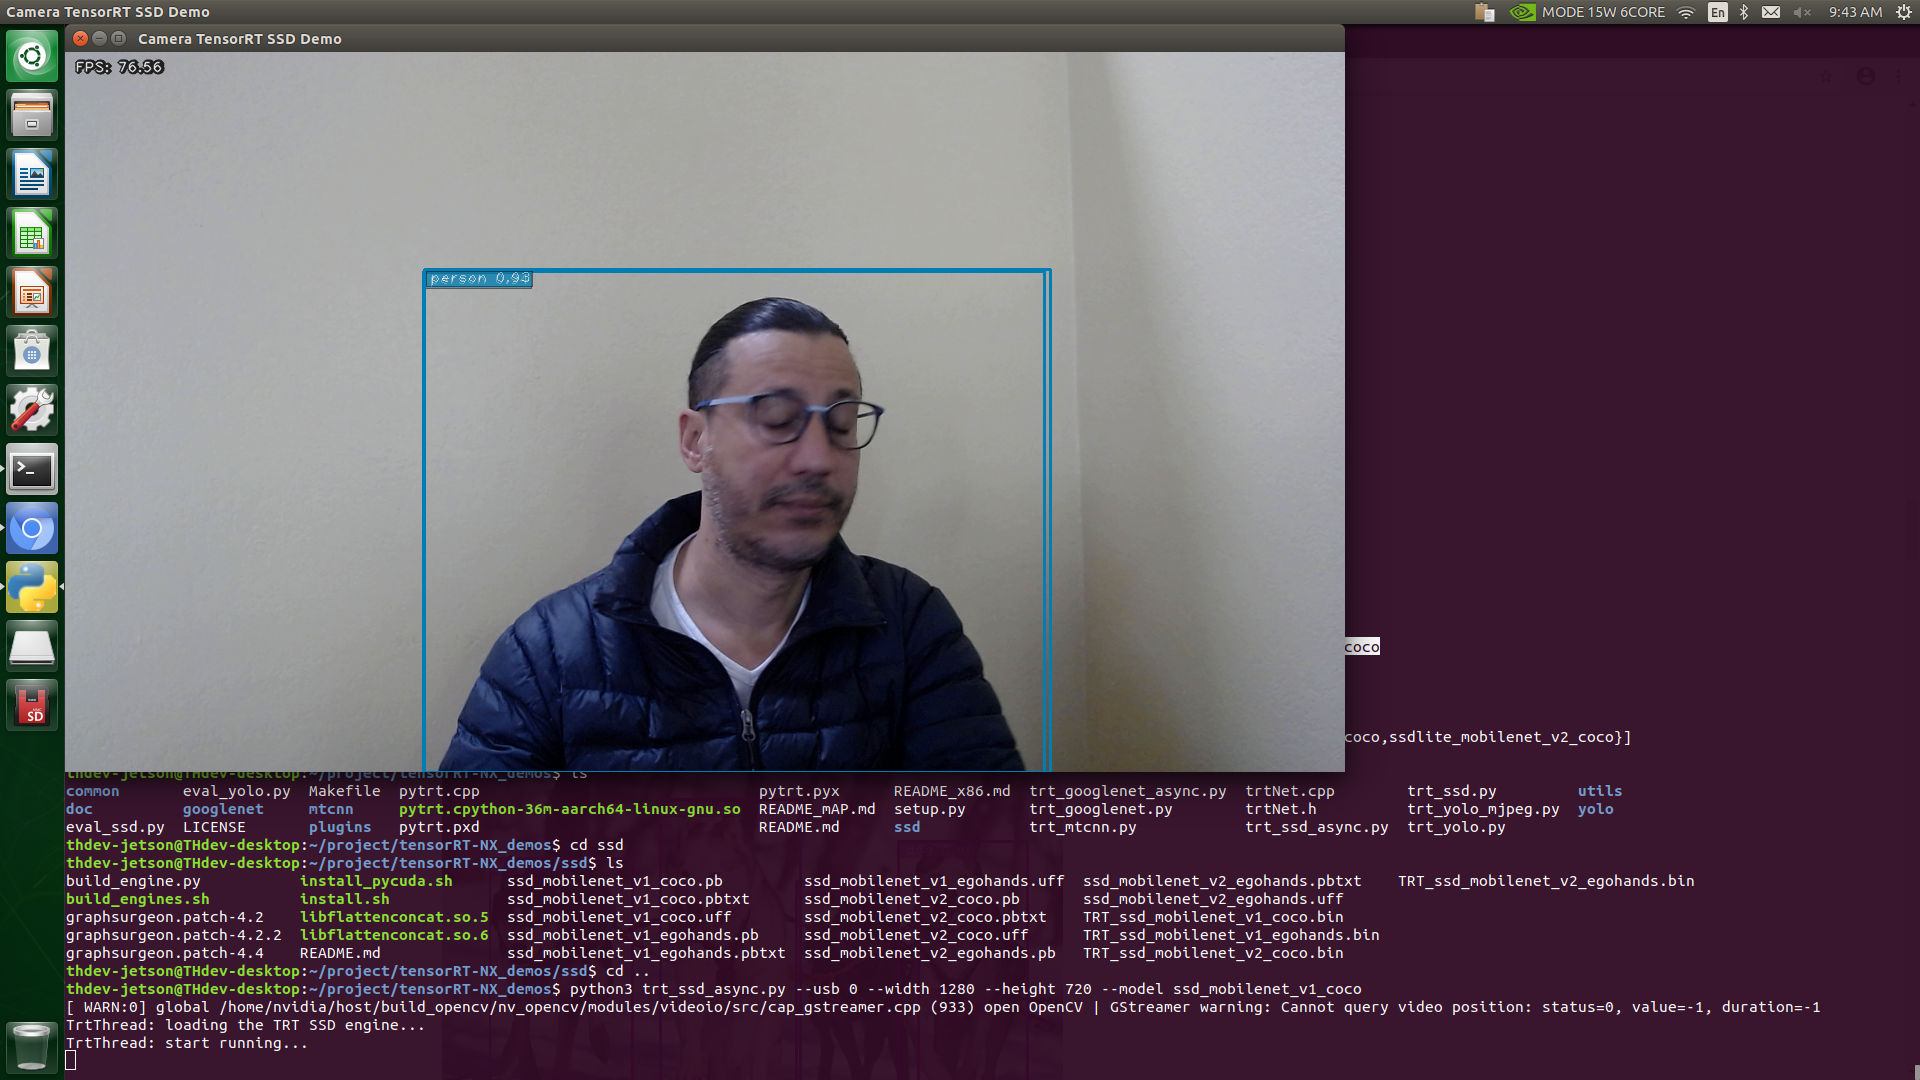 Camera TensorRT SSD Demo
MODE 15W 6CORE
En
9:43 AM
Camera TensorRT SSD Demo
FPS: 76.56
person 0.93
SD
coco
coco,ssdlite_mobilenet_v2_coco}]
thdev-jetson@THdev-desktop:~/project/tensorRT-NX_demos$ ls
common eval_yolo.py Makefile pytrt.cpp pytrt.pyx README_x86.md trt_googlenet_async.py trtNet.cpp trt_ssd.py utils
doc googlenet mtcnn pytrt.cpython-36m-aarch64-linux-gnu.so README_mAP.md setup.py trt_googlenet.py trtNet.h trt_yolo_mjpeg.py yolo
eval_ssd.py LICENSE plugins pytrt.pxd README.md ssd trt_mtcnn.py trt_ssd_async.py trt_yolo.py
thdev-jetson@THdev-desktop:~/project/tensorRT-NX_demos$ cd ssd
thdev-jetson@THdev-desktop:~/project/tensorRT-NX_demos/ssd$ ls
build_engine.py install_pycuda.sh ssd_mobilenet_v1_coco.pb ssd_mobilenet_v1_egohands.uff ssd_mobilenet_v2_egohands.pbtxt TRT_ssd_mobilenet_v2_egohands.bin
build_engines.sh install.sh ssd_mobilenet_v1_coco.pbtxt ssd_mobilenet_v2_coco.pb ssd_mobilenet_v2_egohands.uff
graphsurgeon.patch-4.2 libflattenconcat.so.5 ssd_mobilenet_v1_coco.uff ssd_mobilenet_v2_coco.pbtxt TRT_ssd_mobilenet_v1_coco.bin
graphsurgeon.patch-4.2.2 libflattenconcat.so.6 ssd_mobilenet_v1_egohands.pb ssd_mobilenet_v2_coco.uff TRT_ssd_mobilenet_v1_egohands.bin
graphsurgeon.patch-4.4 README.md ssd_mobilenet_v1_egohands.pbtxt ssd_mobilenet_v2_egohands.pb TRT_ssd_mobilenet_v2_coco.bin
thdev-jetson@THdev-desktop:~/project/tensorRT-NX_demos/ssd$ cd ..
thdev-jetson@THdev-desktop:~/project/tensorRT-NX_demos$ python3 trt_ssd_async.py --usb 0 --width 1280 --height 720 --model ssd_mobilenet_v1_coco
[ WARN:0] global /home/nvidia/host/build_opencv/nv_opencv/modules/videoio/src/cap_gstreamer.cpp (933) open OpenCV | GStreamer warning: Cannot query video position: status=0, value=-1, duration=-1
TrtThread: loading the TRT SSD engine...
TrtThread: start running...